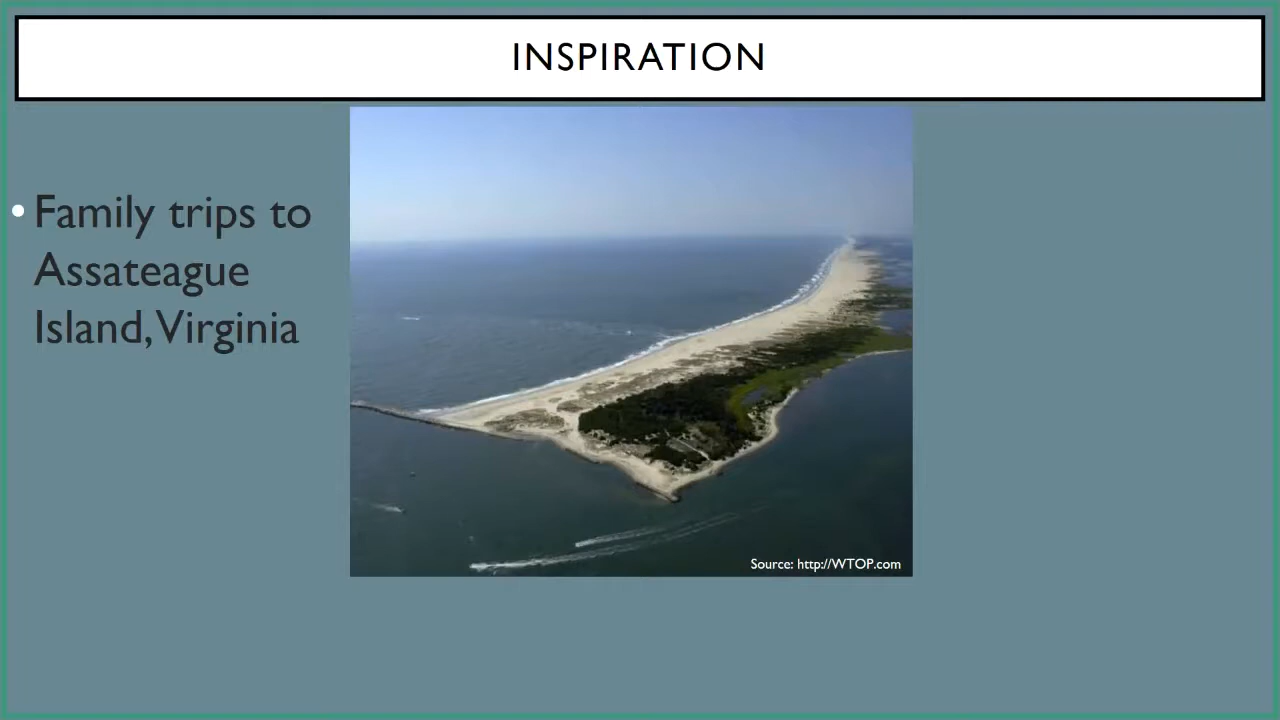 INSPIRATION
• Family trips to
Assateague
Island, Virginia
Source: http://WTOP.com